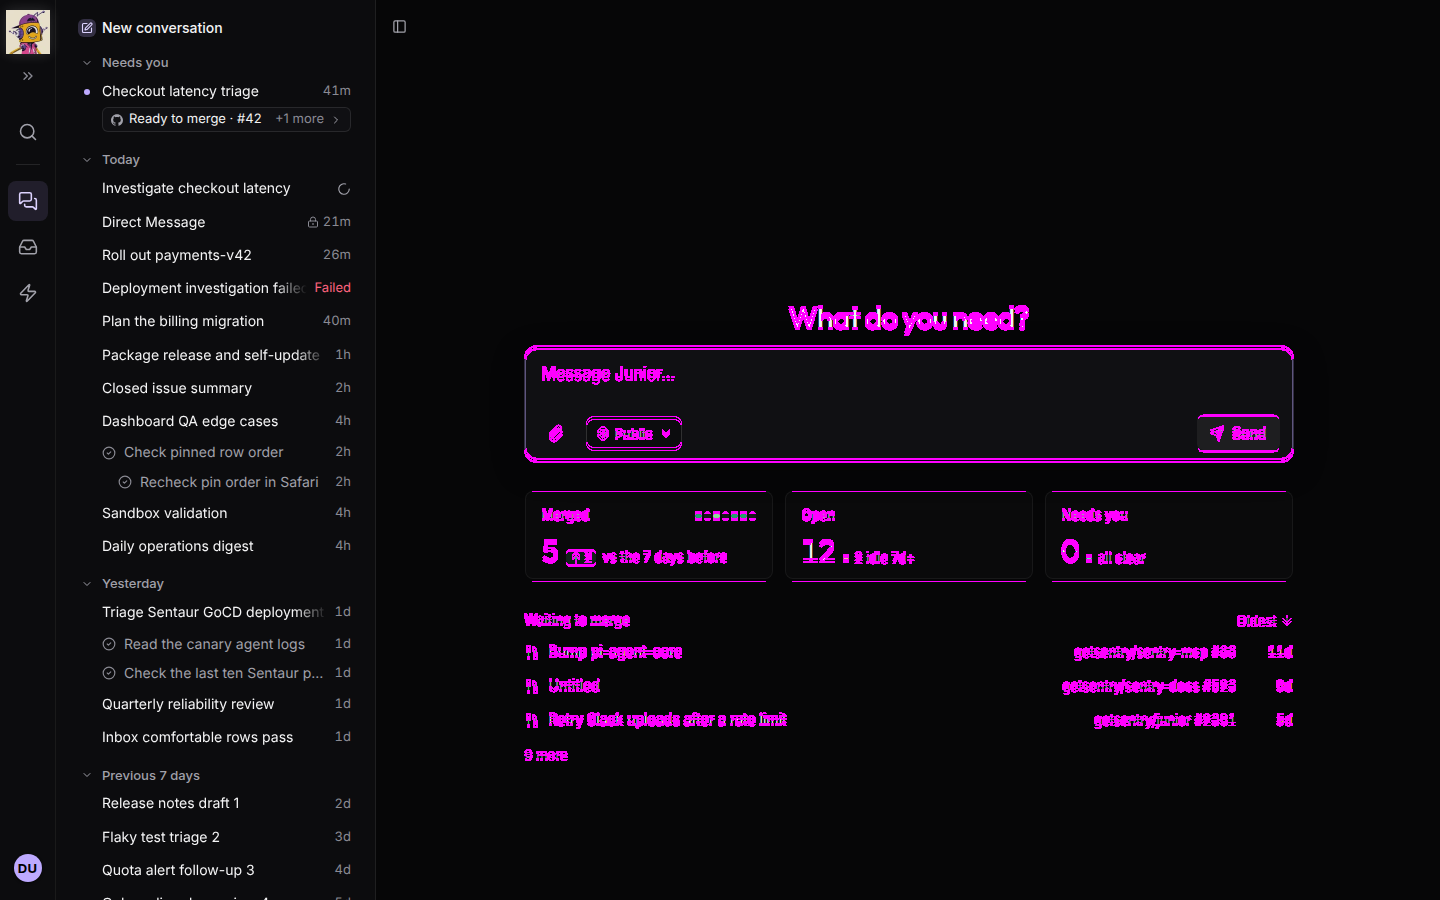 New conversation
Needs you
Checkout latency triage 41m
Ready to merge · #42 +1 more
Today
Investigate checkout latency
Direct Message 21m
Roll out payments-v42 26m
Deployment investigation failed Failed
Plan the billing migration 40m
Package release and self-update 1h
Closed issue summary 2h
Dashboard QA edge cases 4h
Check pinned row order 2h
Recheck pin order in Safari 2h
Sandbox validation 4h
Daily operations digest 4h
Yesterday
Triage Sentaur GoCD deployment 1d
Read the canary agent logs 1d
Check the last ten Sentaur p... 1d
Quarterly reliability review 1d
Inbox comfortable rows pass 1d
Previous 7 days
Release notes draft 1 2d
Flaky test triage 2 3d
Quota alert follow-up 3 4d
DU
What do you need?
Message Junior...
Public
Send
Merged
5 vs the 7 days before
Open
12 idle 7d+
Needs you
0 all clear
Waiting to merge
Oldest
Bump pi-agent-core getsentry/sentry-mcp 11d
Untitled getsentry/sentry-docs
Retry Slack uploads after a rate limit getsentry/junior
9 more